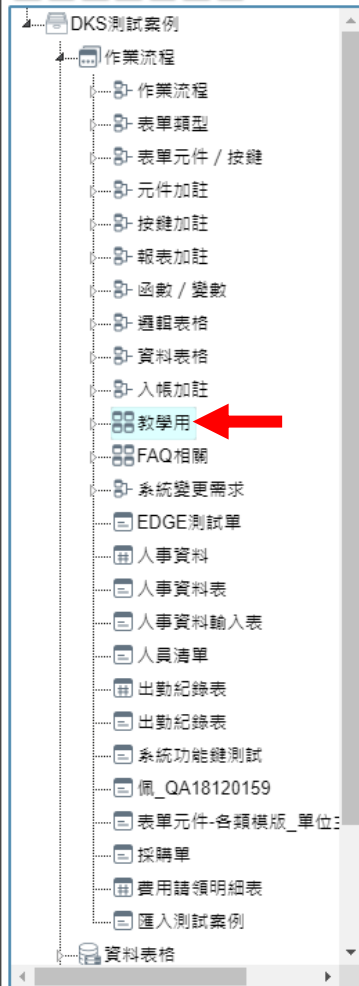 DKS測試案例
作業流程
作業流程
表單類型
表單元件 / 按鍵
元件加註
按鍵加註
報表加註
函數 / 變數
邏輯表格
資料表格
入帳加註
教學用
FAQ相關
系統變更需求
EDGE測試單
人事資料
人事資料表
人事資料輸入表
人員清單
出勤紀錄表
出勤紀錄表
系統功能鍵測試
佩_QA18120159
表單元件-各類模版_單位
採購單
費用請領明細表
匯入測試案例
資料表格